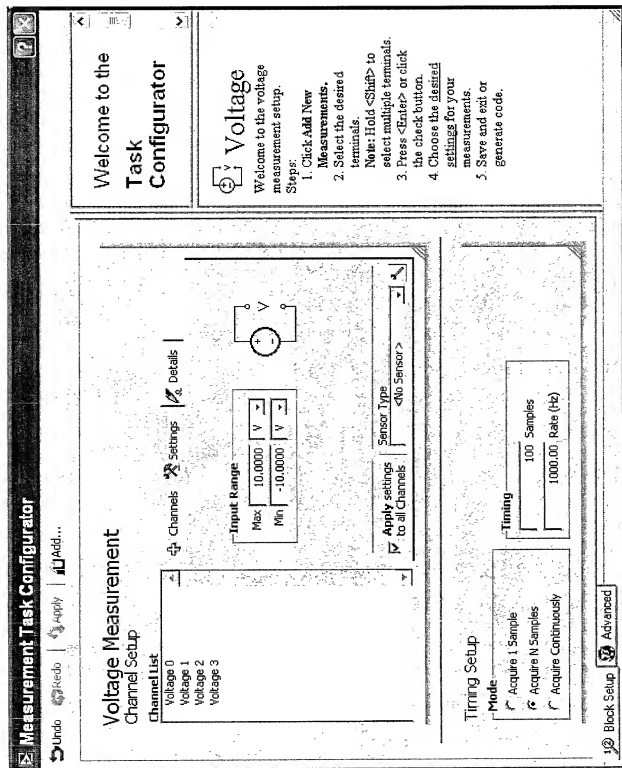 Measurement Task Configurator
Undo Redo Apply Add...
Voltage Measurement
Channel Setup
Channel List
Voltage 0
Voltage 1
Voltage 2
Voltage 3
Channels Settings Details
Input Range
Max 10.0000 V
Min -10.0000 V
V
Apply settings
to all Channels
Sensor Type
<No Sensor>
Timing Setup
Mode
Acquire 1 Sample
Acquire N Samples
Acquire Continuously
Timing
100 Samples
1000.00 Rate (Hz)
Block Setup Advanced
Welcome to the
Task
Configurator
V Voltage
Welcome to the voltage
measurement setup.
Steps:
1. Click Add New
Measurements.
2. Select the desired
terminals.
Note: Hold <Shift> to
select multiple terminals.
3. Press <Enter> or click
the check button.
4. Choose the desired
settings for your
measurements.
5. Save and exit or
generate code.